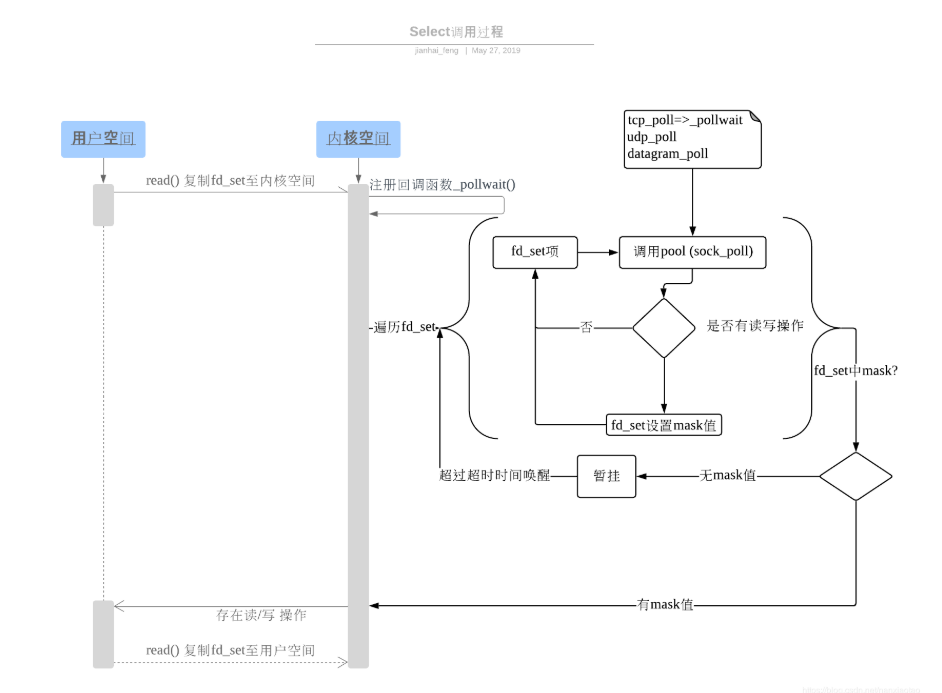 Select调用过程
jianhai_feng | May 27, 2019
tcp_poll=>_pollwait
udp_poll
datagram_poll
用户空间
内核空间
read() 复制fd_set至内核空间
注册回调函数_pollwait()
fd_set项
调用pool (sock_poll)
遍历fd_set
否
是否有读写操作
fd_set中mask?
fd_set设置mask值
超过超时时间唤醒
暂挂
无mask值
有mask值
存在读/写 操作
read() 复制fd_set至用户空间